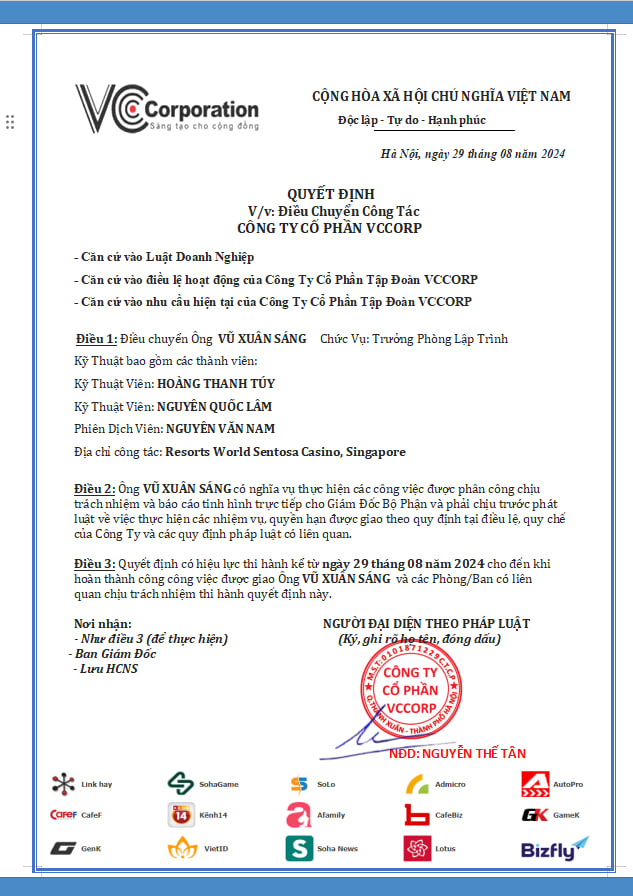 VCCorporation
Sáng tạo cho cộng đồng
CỘNG HÒA XÃ HỘI CHỦ NGHĨA VIỆT NAM
Độc lập - Tự do - Hạnh phúc
Hà Nội, ngày 29 tháng 08 năm 2024
QUYẾT ĐỊNH
V/v: Điều Chuyển Công Tác
CÔNG TY CỔ PHẦN VCCORP
- Căn cứ vào Luật Doanh Nghiệp
- Căn cứ vào điều lệ hoạt động của Công Ty Cổ Phần Tập Đoàn VCCORP
- Căn cứ vào nhu cầu hiện tại của Công Ty Cổ Phần Tập Đoàn VCCORP
Điều 1: Điều chuyển Ông VŨ XUÂN SÁNG Chức Vụ: Trưởng Phòng Lập Trình
Kỹ Thuật bao gồm các thành viên:
Kỹ Thuật Viên: HOÀNG THANH TÚY
Kỹ Thuật Viên: NGUYỄN QUỐC LÂM
Phiên Dịch Viên: NGUYỄN VĂN NAM
Địa chỉ công tác: Resorts World Sentosa Casino, Singapore
Điều 2: Ông VŨ XUÂN SÁNG có nghĩa vụ thực hiện các công việc được phân công chịu
trách nhiệm và báo cáo tình hình trực tiếp cho Giám Đốc Bộ Phận và phải chịu trước phát
luật về việc thực hiện các nhiệm vụ, quyền hạn được giao theo quy định tại điều lệ, quy chế
của Công Ty và các quy định pháp luật có liên quan.
Điều 3: Quyết định có hiệu lực thi hành kể từ ngày 29 tháng 08 năm 2024 cho đến khi
hoàn thành công công việc được giao Ông VŨ XUÂN SÁNG và các Phòng/Ban có liên
quan chịu trách nhiệm thi hành quyết định này.
Nơi nhận:
- Như điều 3 (để thực hiện)
- Ban Giám Đốc
- Lưu HCNS
NGƯỜI ĐẠI DIỆN THEO PHÁP LUẬT
(Ký, ghi rõ họ tên, đóng dấu)
M.S.T:0101871229.C.T.C.P
CÔNG TY
CỔ PHẦN
VCCORP
Q.THANH XUÂN - THÀNH PHỐ HÀ NỘI
NĐD: NGUYỄN THẾ TÂN
Link hay
SohaGame
SoLo
Admicro
AutoPro
CafeF CafeF
14 Kênh14
Afamily
CafeBiz
GK GameK
GenK
VietID
S Soha News
Lotus
Bizfly